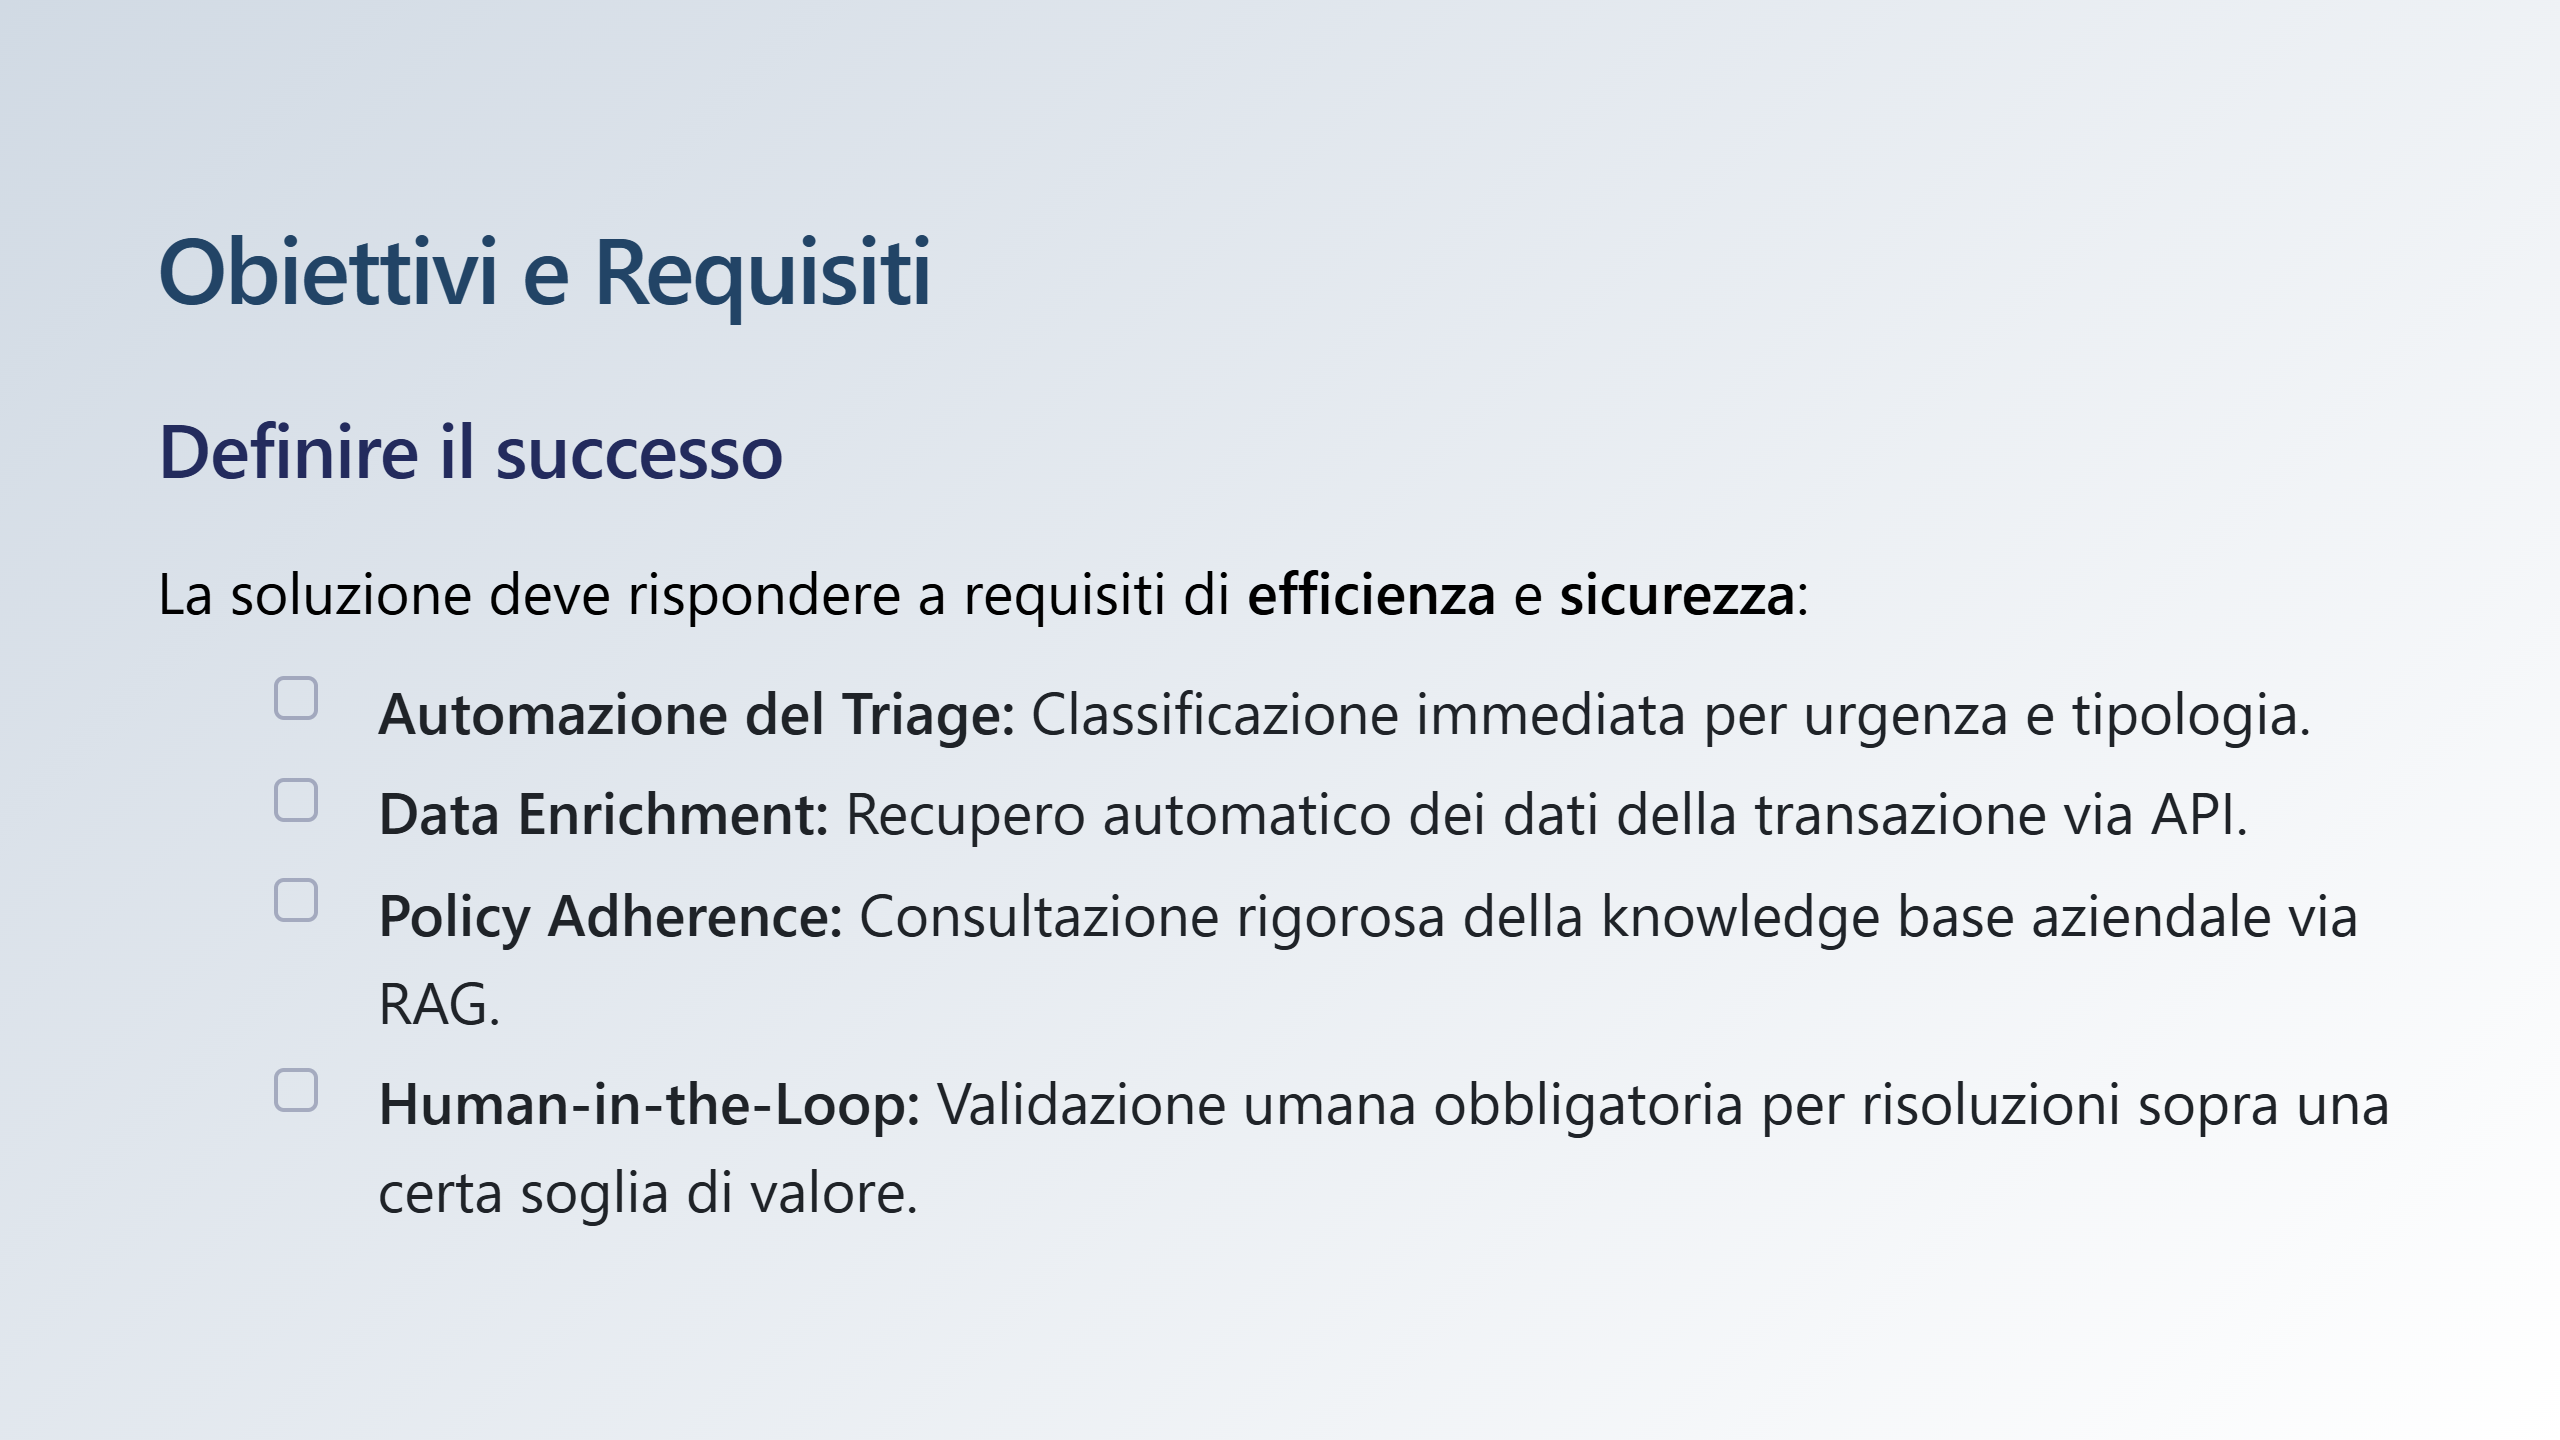 Obiettivi e Requisiti
Definire il successo
La soluzione deve rispondere a requisiti di efficienza e sicurezza:
Automazione del Triage: Classificazione immediata per urgenza e tipologia.
Data Enrichment: Recupero automatico dei dati della transazione via API.
Policy Adherence: Consultazione rigorosa della knowledge base aziendale via
RAG.
Human-in-the-Loop: Validazione umana obbligatoria per risoluzioni sopra una
certa soglia di valore.